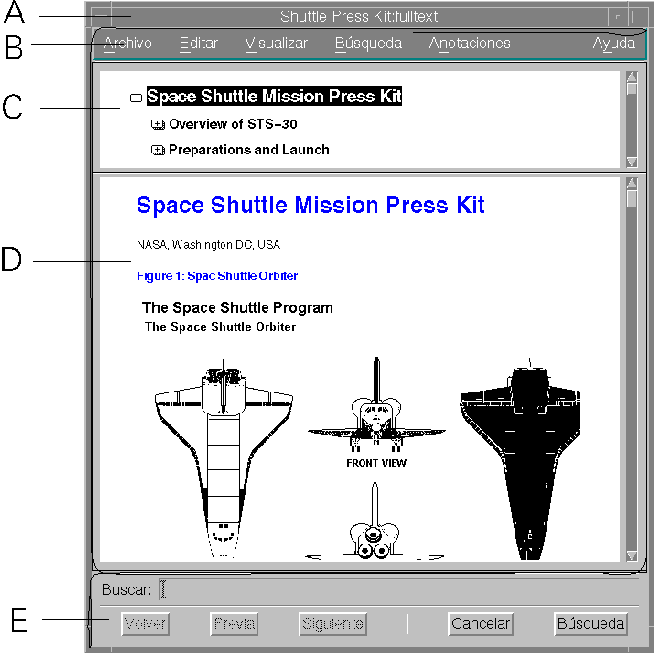 A
Shuttle Press Kit:fulltext
B
Archivo Editar Visualizar Búsqueda Anotaciones Ayuda
C
Space Shuttle Mission Press Kit
Overview of STS-30
Preparations and Launch
Space Shuttle Mission Press Kit
NASA, Washington DC, USA
D
Figure 1: Spac Shuttle Orbiter
The Space Shuttle Program
The Space Shuttle Orbiter
FRONT VIEW
Buscar:
E
Volver Previa Siguiente Cancelar Búscueda